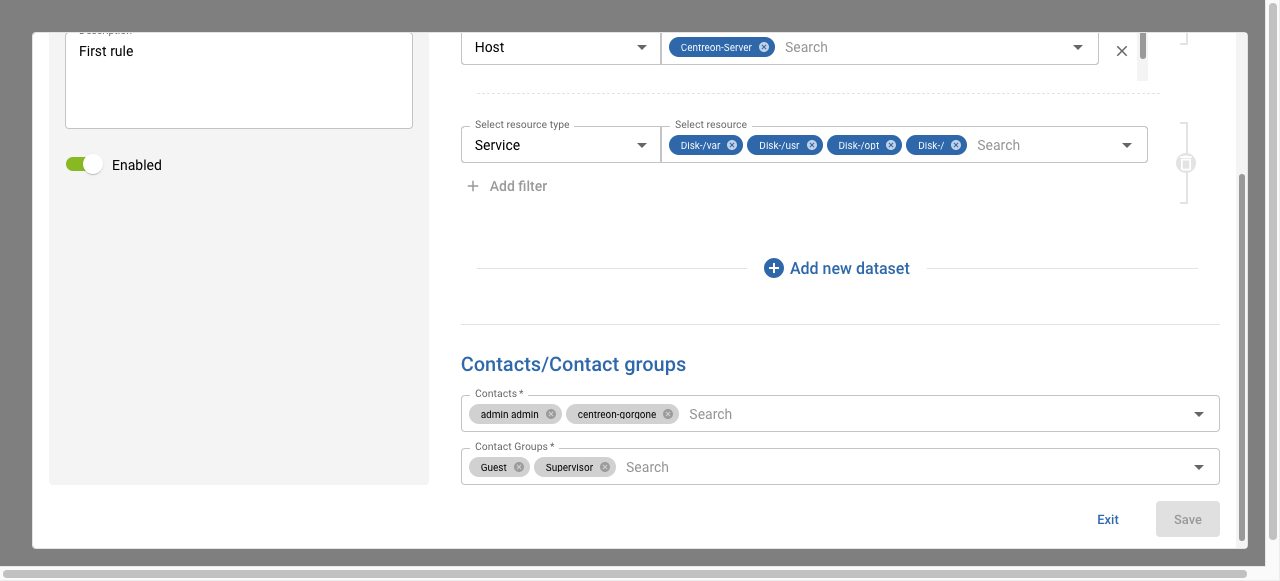 Description
First rule
Enabled
Host
Centreon-Server
Search
Select resource type
Select resource
Service
Disk-/var
Disk-/usr
Disk-/opt
Disk-/
Search
Add filter
Add new dataset
Contacts/Contact groups
Contacts *
admin admin
centreon-gorgone
Search
Contact Groups *
Guest
Supervisor
Search
Exit
Save